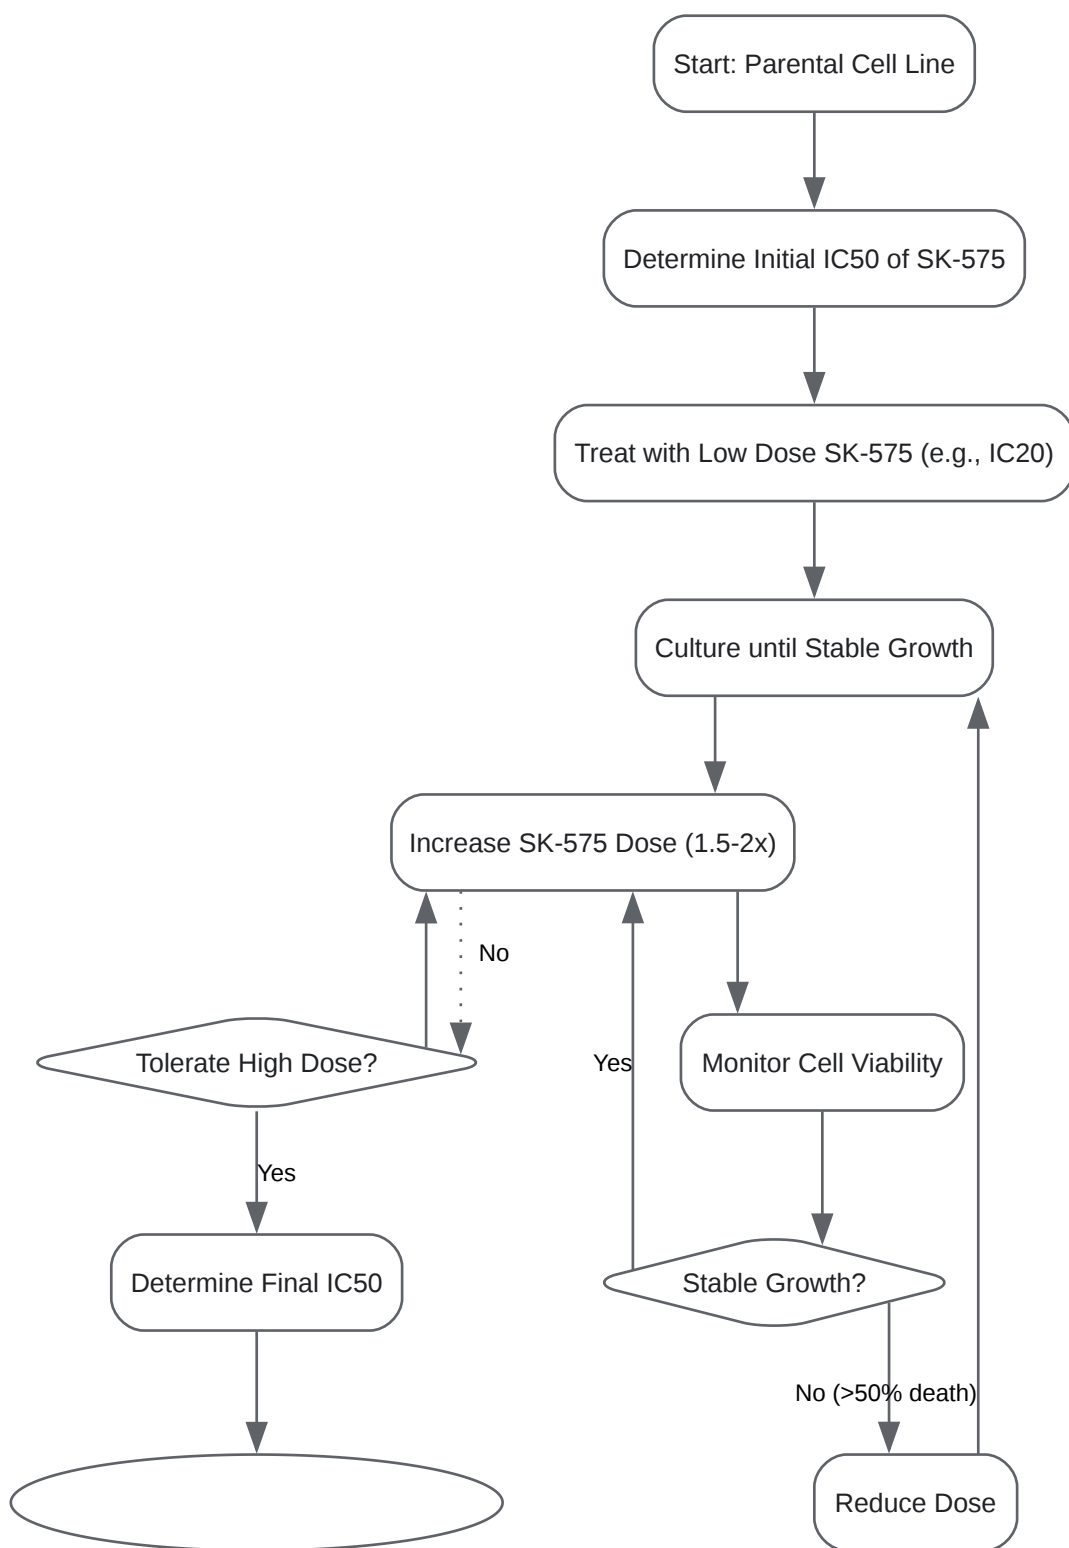 Start: Parental Cell Line
Determine Initial IC50 of SK-575
Treat with Low Dose SK-575 (e.g., IC20)
Culture until Stable Growth
Increase SK-575 Dose (1.5-2x)
No
Tolerate High Dose?
Yes
Monitor Cell Viability
Yes
Determine Final IC50
Stable Growth?
No (>50% death)
Reduce Dose